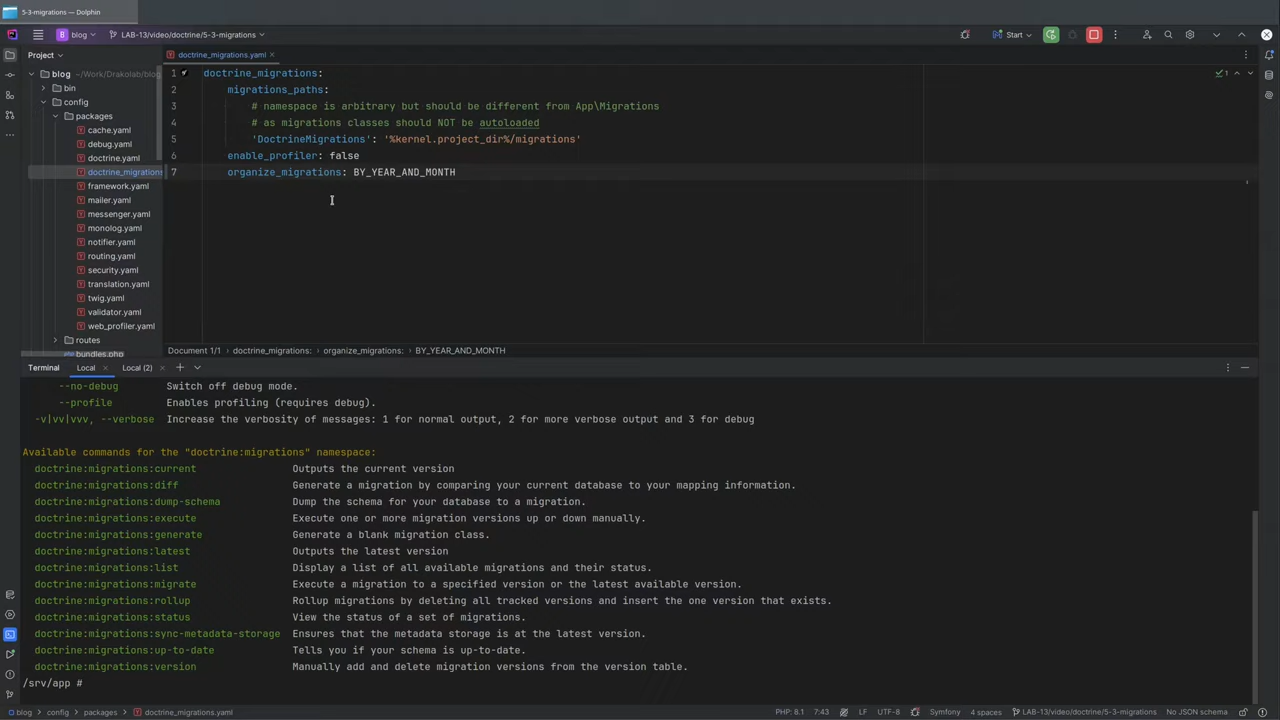 5-3-migrations — Dolphin
B blog LAB-13/video/doctrine/5-3-migrations Start
Project
doctrine_migrations.yaml
blog ~/Work/Drakolab/blog
bin
config
packages
cache.yaml
debug.yaml
doctrine.yaml
doctrine_migrations
framework.yaml
mailer.yaml
messenger.yaml
monolog.yaml
notifier.yaml
routing.yaml
security.yaml
translation.yaml
twig.yaml
validator.yaml
web_profiler.yaml
routes
bundles.php
1 doctrine_migrations:
2 migrations_paths:
3 # namespace is arbitrary but should be different from App\Migrations
4 # as migrations classes should NOT be autoloaded
5 'DoctrineMigrations': '%kernel.project_dir%/migrations'
6 enable_profiler: false
7 organize_migrations: BY_YEAR_AND_MONTH
1
Document 1/1 doctrine_migrations: organize_migrations: BY_YEAR_AND_MONTH
Terminal Local Local (2)
--no-debug Switch off debug mode.
--profile Enables profiling (requires debug).
-v|vv|vvv, --verbose Increase the verbosity of messages: 1 for normal output, 2 for more verbose output and 3 for debug
Available commands for the "doctrine:migrations" namespace:
doctrine:migrations:current Outputs the current version
doctrine:migrations:diff Generate a migration by comparing your current database to your mapping information.
doctrine:migrations:dump-schema Dump the schema for your database to a migration.
doctrine:migrations:execute Execute one or more migration versions up or down manually.
doctrine:migrations:generate Generate a blank migration class.
doctrine:migrations:latest Outputs the latest version
doctrine:migrations:list Display a list of all available migrations and their status.
doctrine:migrations:migrate Execute a migration to a specified version or the latest available version.
doctrine:migrations:rollup Rollup migrations by deleting all tracked versions and insert the one version that exists.
doctrine:migrations:status View the status of a set of migrations.
doctrine:migrations:sync-metadata-storage Ensures that the metadata storage is at the latest version.
doctrine:migrations:up-to-date Tells you if your schema is up-to-date.
doctrine:migrations:version Manually add and delete migration versions from the version table.
/srv/app #
blog config packages doctrine_migrations.yaml PHP: 8.1 7:43 LF UTF-8 Symfony 4 spaces LAB-13/video/doctrine/5-3-migrations No JSON schema